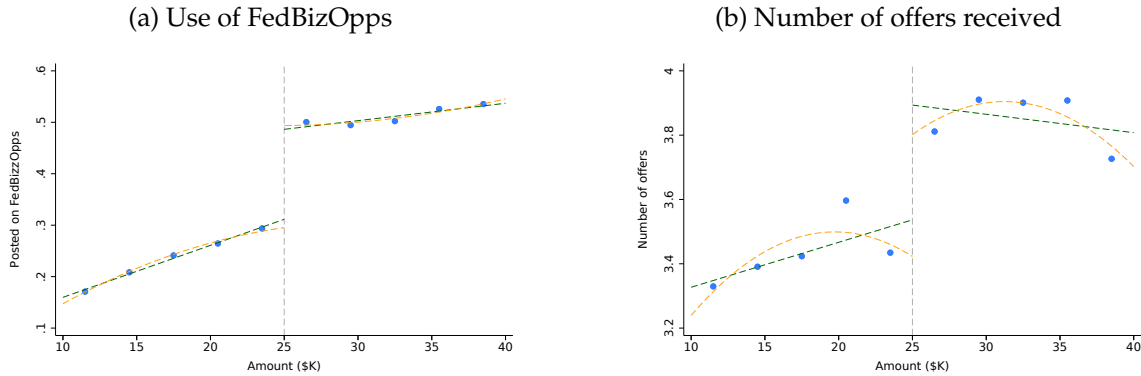 (a) Use of FedBizOpps
Posted on FedBizzOpps
.6
.5
.4
.3
.2
.1
10 15 20 25 30 35 40
Amount ($K)
(b) Number of offers received
Number of offers
4
3.8
3.6
3.4
3.2
10 15 20 25 30 35 40
Amount ($K)